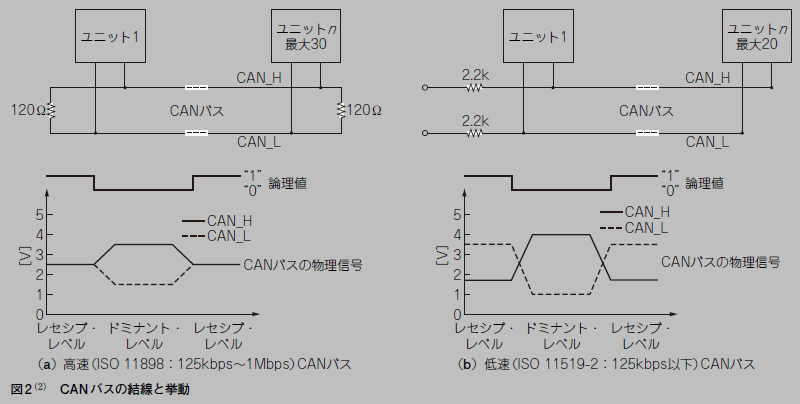 ユニット1
ユニットn
最大30
CAN_H
120Ω
CANバス
120Ω
CAN_L
"1"
"0"
論理値
5
4
3
2
1
0
[V]
CAN_H
CAN_L
CANバスの物理信号
レセシブ・
レベル
ドミナント・
レベル
レセシブ・
レベル
(a) 高速(ISO 11898:125kbps~1Mbps)CANバス
ユニット1
ユニットn
最大20
2.2k
CAN_H
CANバス
2.2k
CAN_L
"1"
"0"
論理値
5
4
3
2
1
0
[V]
CAN_H
CAN_L
CANバスの物理信号
レセシブ・
レベル
ドミナント・
レベル
レセシブ・
レベル
(b) 低速(ISO 11519-2:125kbps以下)CANバス
図2(2) CANバスの結線と挙動